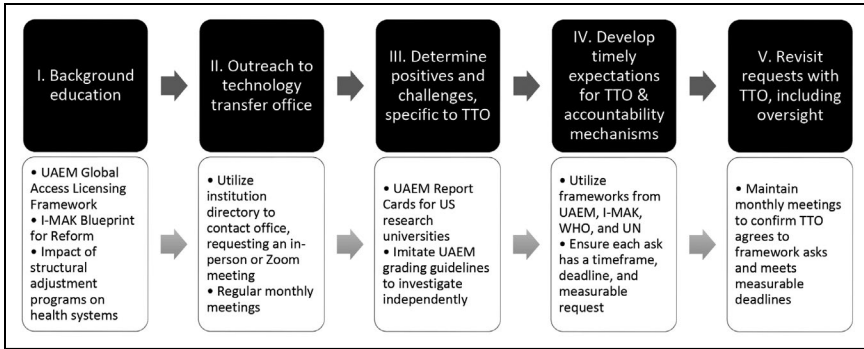 I. Background
education
II. Outreach to
technology
transfer office
III. Determine
positives and
challenges,
specific to TTO
IV. Develop
timely
expectations
for TTO &
accountability
mechanisms
V. Revisit
requests with
TTO, including
oversight
• UAEM Global
Access Licensing
Framework
• I-MAK Blueprint
for Reform
• Impact of
structural
adjustment
programs on
health systems
• Utilize
institution
directory to
contact office,
requesting an in-
person or Zoom
meeting
• Regular monthly
meetings
• UAEM Report
Cards for US
research
universities
• Imitate UAEM
grading guidelines
to investigate
independently
• Utilize
frameworks from
UAEM, I-MAK,
WHO, and UN
• Ensure each ask
has a timeframe,
deadline, and
measurable
request
• Maintain
monthly meetings
to confirm TTO
agrees to
framework asks
and meets
measurable
deadlines